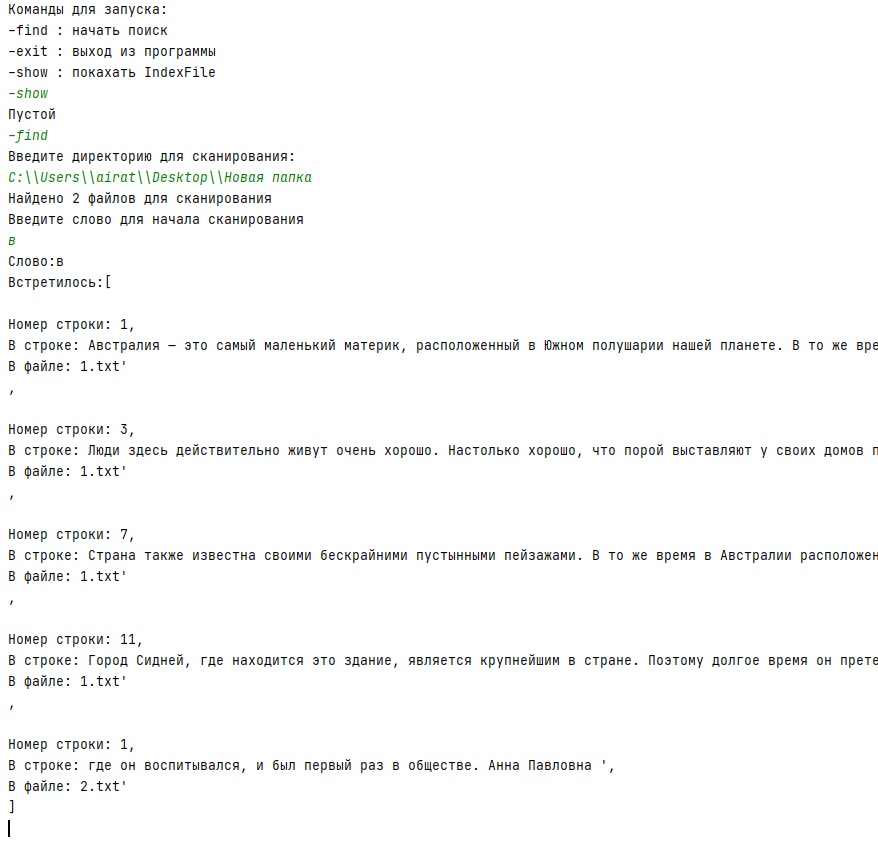 Команды для запуска:
-find : начать поиск
-exit : выход из программы
-show : покахать IndexFile
-show
Пустой
-find
Введите директорию для сканирования:
C:\\Users\\airat\\Desktop\\Новая папка
Найдено 2 файлов для сканирования
Введите слово для начала сканирования
в
Слово:в
Встретилось:[
Номер строки: 1,
В строке: Австралия — это самый маленький материк, расположенный в Южном полушарии нашей планете. В то же вре
В файле: 1.txt'
,
Номер строки: 3,
В строке: Люди здесь действительно живут очень хорошо. Настолько хорошо, что порой выставляют у своих домов п
В файле: 1.txt'
,
Номер строки: 7,
В строке: Страна также известна своими бескрайними пустынными пейзажами. В то же время в Австралии расположен
В файле: 1.txt'
,
Номер строки: 11,
В строке: Город Сидней, где находится это здание, является крупнейшим в стране. Поэтому долгое время он прете
В файле: 1.txt'
,
Номер строки: 1,
В строке: где он воспитывался, и был первый раз в обществе. Анна Павловна ',
В файле: 2.txt'
]